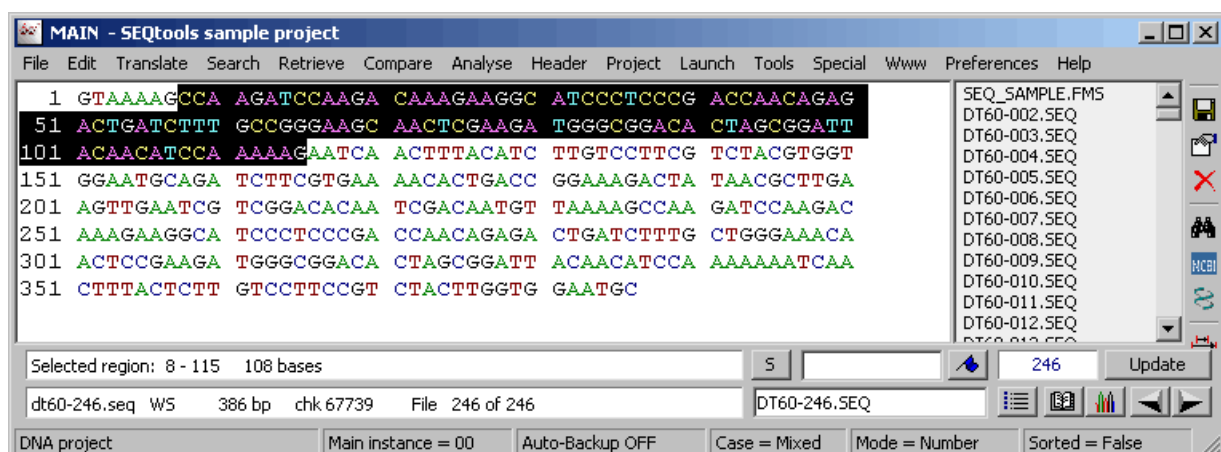 MAIN - SEQtools sample project
File Edit Translate Search Retrieve Compare Analyse Header Project Launch Tools Special Www Preferences Help
1 GTAAAAGCCA AGATCCAAGA CAAAGAAGGC ATCCCTCCCG ACCAACAGAG
51 ACTGATCTTT GCCGGGAAGC AACTCGAAGA TGGGCGGACA CTAGCGGATT
101 ACAACATCCA AAAAGAATCA ACTTTACATC TTGTCCTTCG TCTACGTGGT
151 GGAATGCAGA TCTTCGTGAA AACACTGACC GGAAAGACTA TAACGCTTGA
201 AGTTGAATCG TCGGACACAA TCGACAATGT TAAAAGCCAA GATCCAAGAC
251 AAAGAAGGCA TCCCTCCCGA CCAACAGAGA CTGATCTTTG CTGGGAAACA
301 ACTCCGAAGA TGGGCGGACA CTAGCGGATT ACAACATCCA AAAAAATCAA
351 CTTTACTCTT GTCCTTCCGT CTACTTGGTG GAATGC
SEQ_SAMPLE.FMS
DT60-002.SEQ
DT60-003.SEQ
DT60-004.SEQ
DT60-005.SEQ
DT60-006.SEQ
DT60-007.SEQ
DT60-008.SEQ
DT60-009.SEQ
DT60-010.SEQ
DT60-011.SEQ
DT60-012.SEQ
NCBI
Selected region: 8 - 115 108 bases
S
246
Update
dt60-246.seq WS 386 bp chk 67739 File 246 of 246
DT60-246.SEQ
DNA project
Main instance = 00
Auto-Backup OFF
Case = Mixed
Mode = Number
Sorted = False